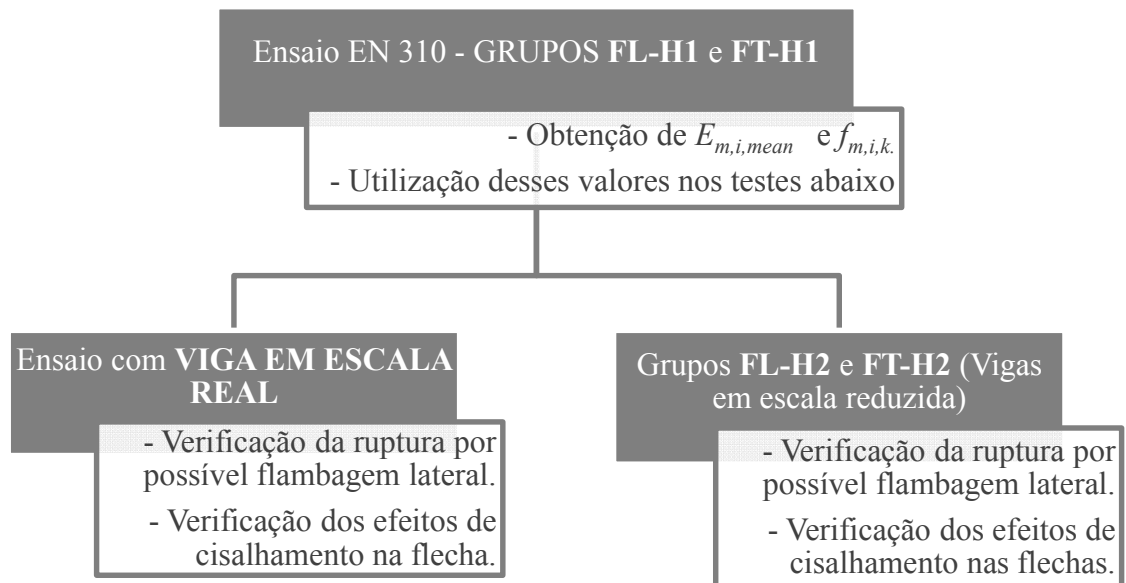 Ensaio EN 310 - GRUPOS FL-H1 e FT-H1
- Obtenção de E_{m,i,mean} e f_{m,i,k.}
- Utilização desses valores nos testes abaixo
Ensaio com VIGA EM ESCALA
REAL
- Verificação da ruptura por
possível flambagem lateral.
- Verificação dos efeitos de
cisalhamento na flecha.
Grupos FL-H2 e FT-H2 (Vigas
em escala reduzida)
- Verificação da ruptura por
possível flambagem lateral.
- Verificação dos efeitos de
cisalhamento nas flechas.